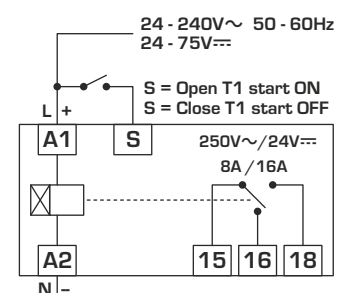 24 - 240V~ 50 - 60Hz
24 - 75V⎓
S = Open T1 start ON
S = Close T1 start OFF
L +
A1 S
250V~/24V⎓
8A/16A
A2 15 16 18
N –